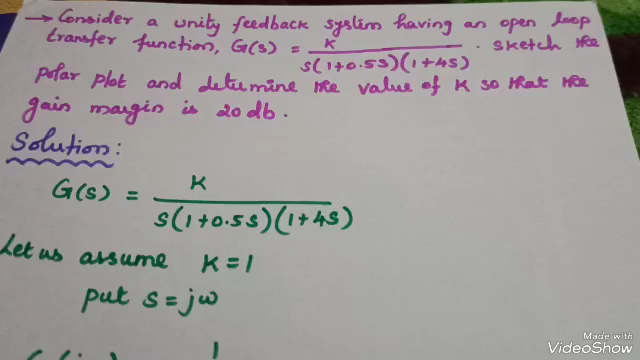 → Consider a unity feedback system having an open loop
transfer function, G(s) = K / s(1+0.5s)(1+4s) . sketch the
polar plot and determine the value of K so that the
gain margin is 20db.
Solution:
G(s) = K / s(1+0.5s)(1+4s)
Let us assume K = 1
put s = jω
1
Made with
VideoShow